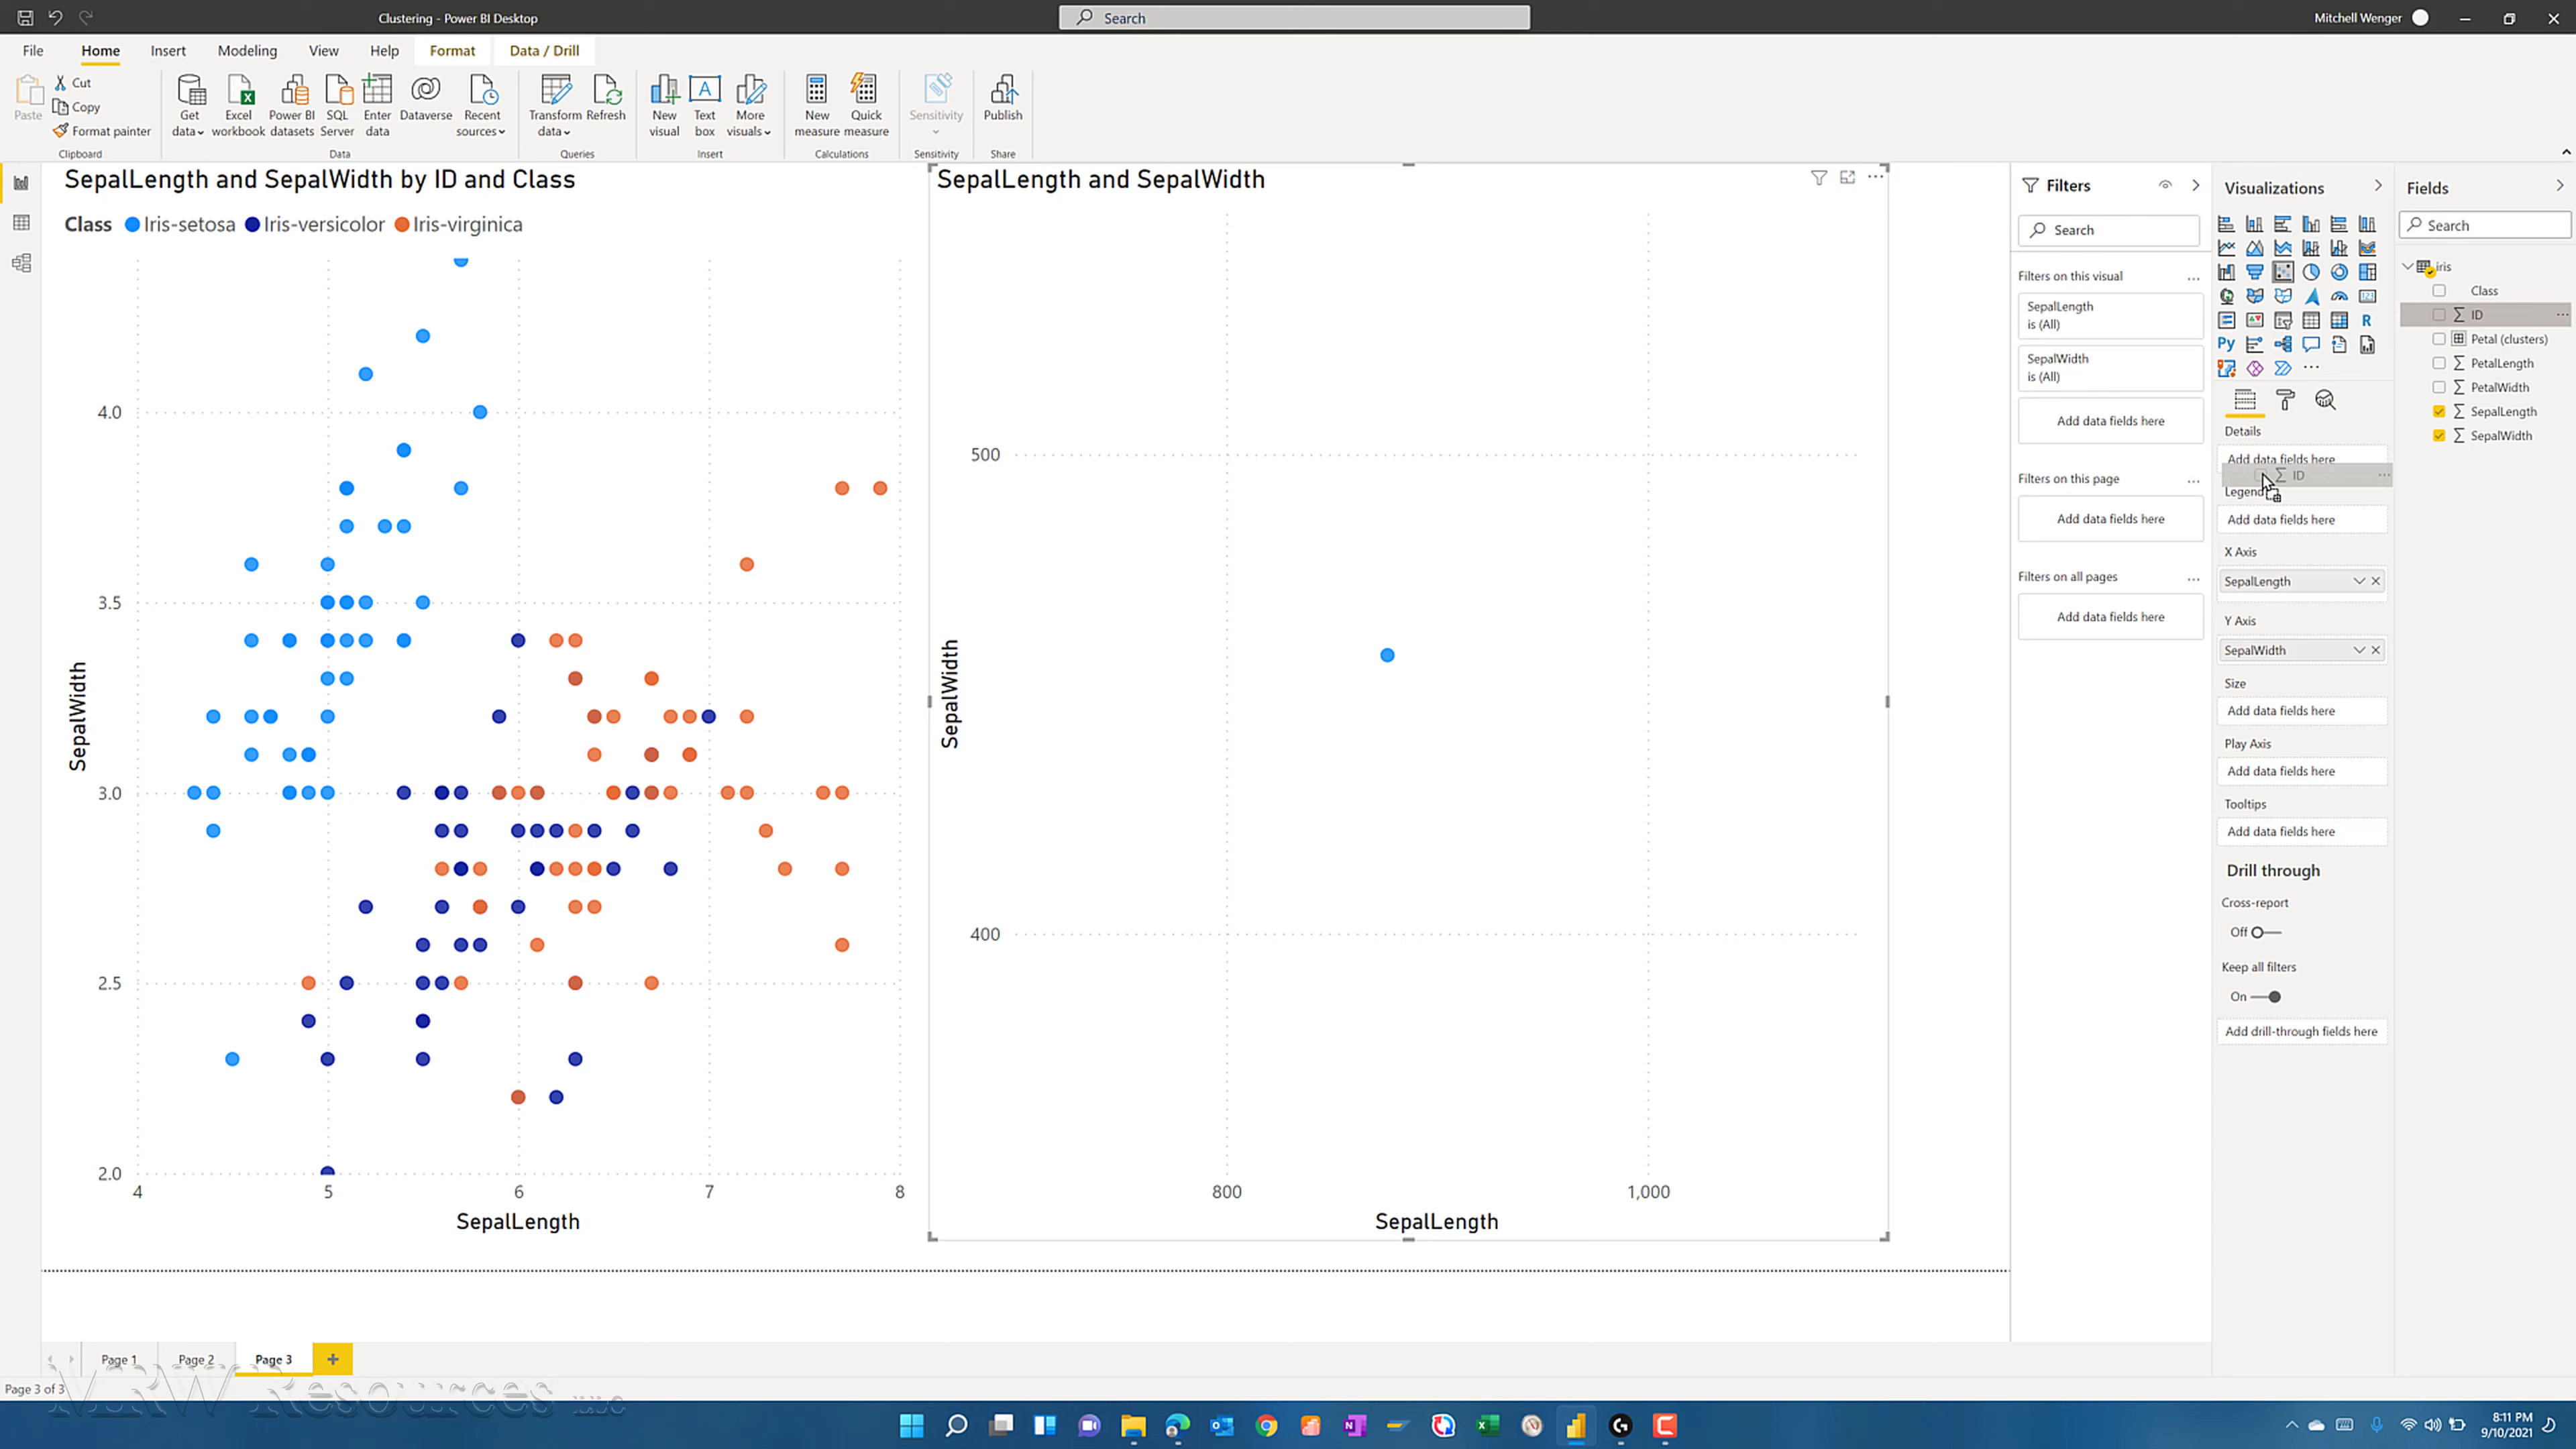 Clustering - Power BI Desktop
Search
Mitchell Wenger
File Home Insert Modeling View Help Format Data / Drill
Paste
Cut
Copy
Format painter
Get data
Excel workbook
Power BI datasets
SQL Server
Enter data
Dataverse
Recent sources
Transform data
Refresh
New visual
Text box
More visuals
New measure
Quick measure
Sensitivity
Publish
Clipboard
Data
Queries
Insert
Calculations
Sensitivity
Share
SepalLength and SepalWidth by ID and Class
Class Iris-setosa Iris-versicolor Iris-virginica
4.0
3.5
3.0
2.5
2.0
SepalWidth
4 5 6 7 8
SepalLength
SepalLength and SepalWidth
500
400
SepalWidth
800 1,000
SepalLength
Filters
Search
Filters on this visual
SepalLength
is (All)
SepalWidth
is (All)
Add data fields here
Filters on this page
Add data fields here
Filters on all pages
Add data fields here
Visualizations
R
Py
Details
Add data fields here
ID
Legend
Add data fields here
X Axis
SepalLength
Y Axis
SepalWidth
Size
Add data fields here
Play Axis
Add data fields here
Tooltips
Add data fields here
Drill through
Cross-report
Off
Keep all filters
On
Add drill-through fields here
Fields
Search
iris
Class
ID
Petal (clusters)
PetalLength
PetalWidth
SepalLength
SepalWidth
Page 1 Page 2 Page 3
Page 3 of 3
MRW Resources
8:11 PM
9/10/2021